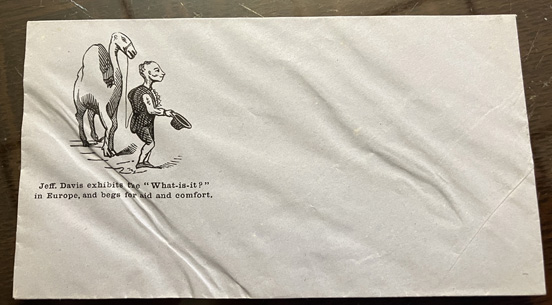 Jeff. Davis exhibits the "What-is-it?"
in Europe, and begs for aid and comfort.